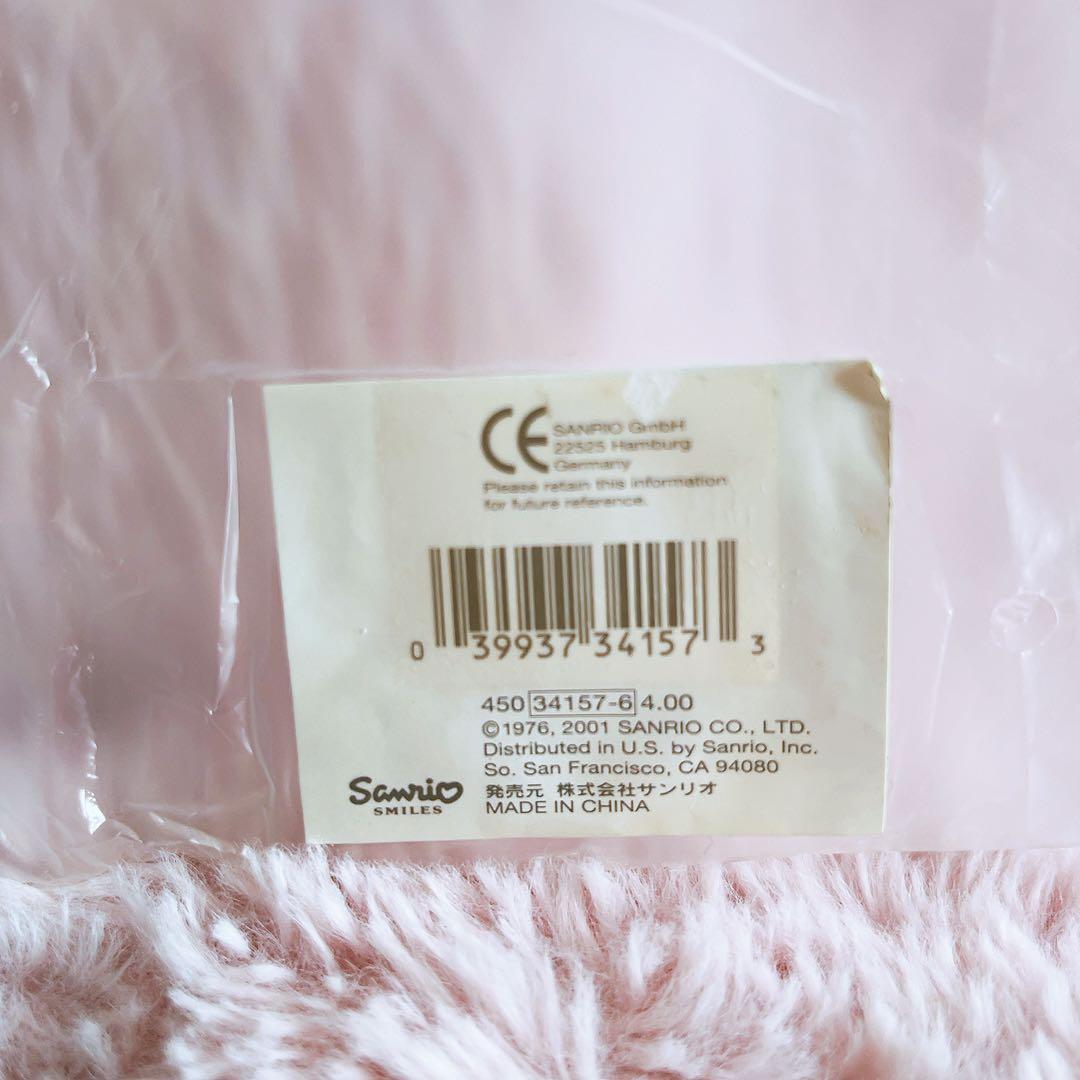 CE
SANRIO GmbH
22525 Hamburg
Germany
Please retain this information
for future reference.
0 39937 34157 3
450 34157-6 4.00
©1976, 2001 SANRIO CO., LTD.
Distributed in U.S. by Sanrio, Inc.
So. San Francisco, CA 94080
発売元 株式会社サンリオ
MADE IN CHINA
Sanrio
SMILES